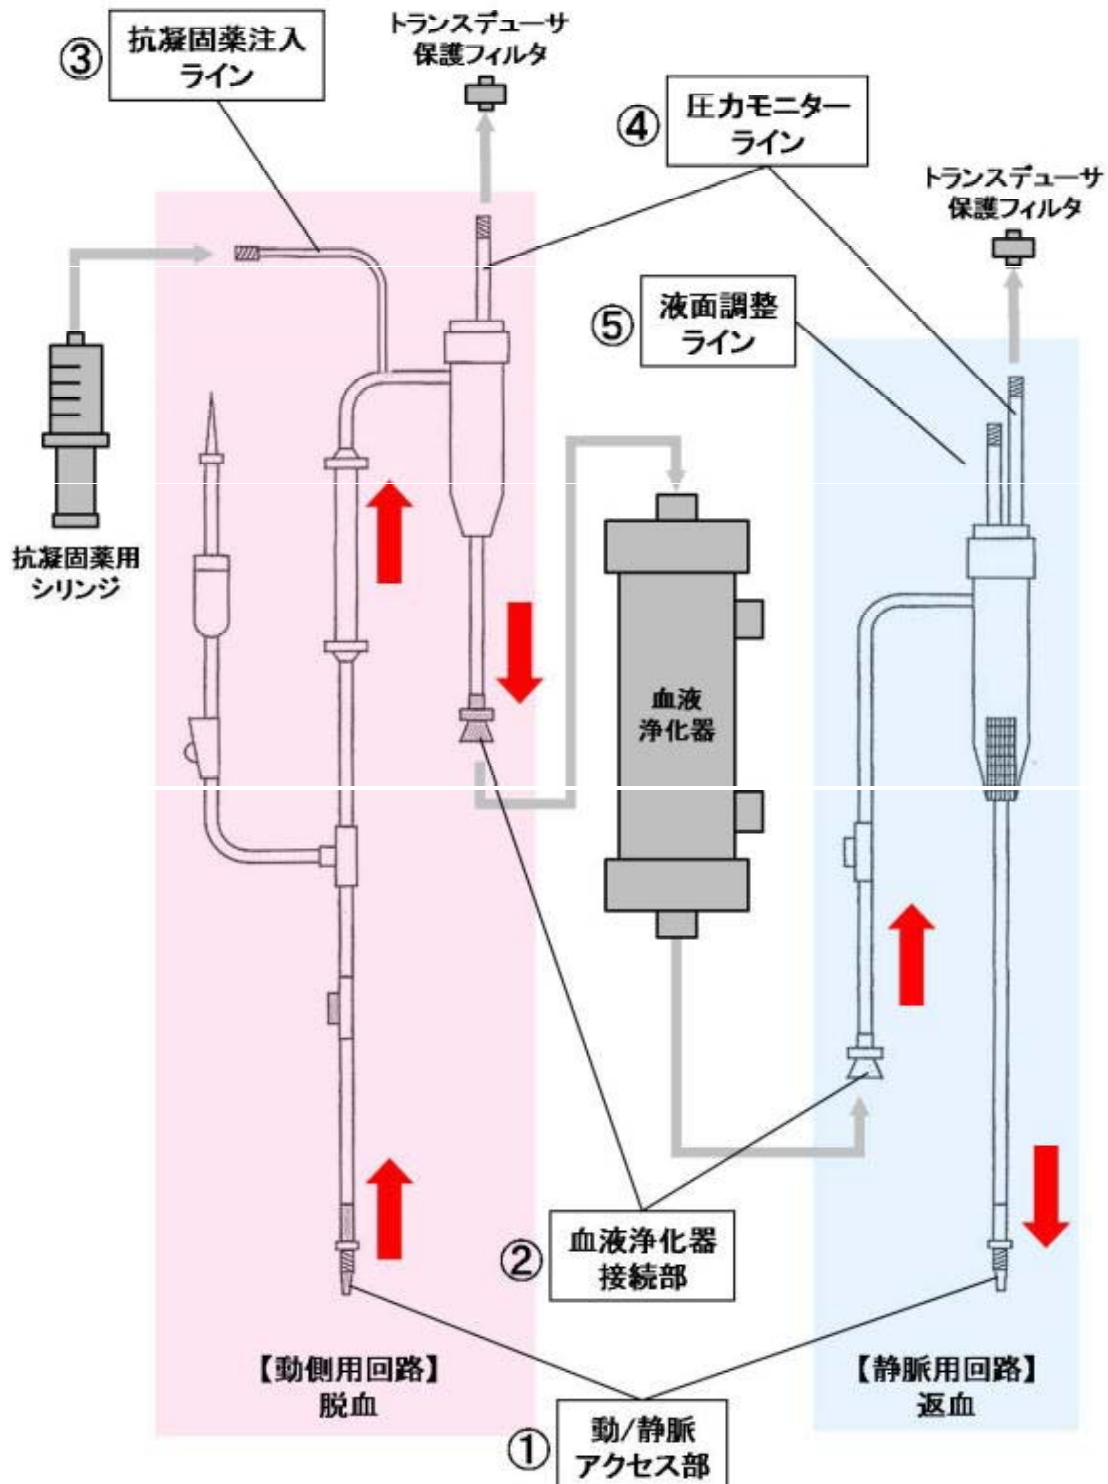 ③
抗凝固薬注入
ライン
トランスデューサ
保護フィルタ
④
圧力モニター
ライン
トランスデューサ
保護フィルタ
⑤
液面調整
ライン
抗凝固薬用
シリンジ
血液
浄化器
②
血液浄化器
接続部
【動側用回路】
脱血
【静脈用回路】
返血
①
動/静脈
アクセス部